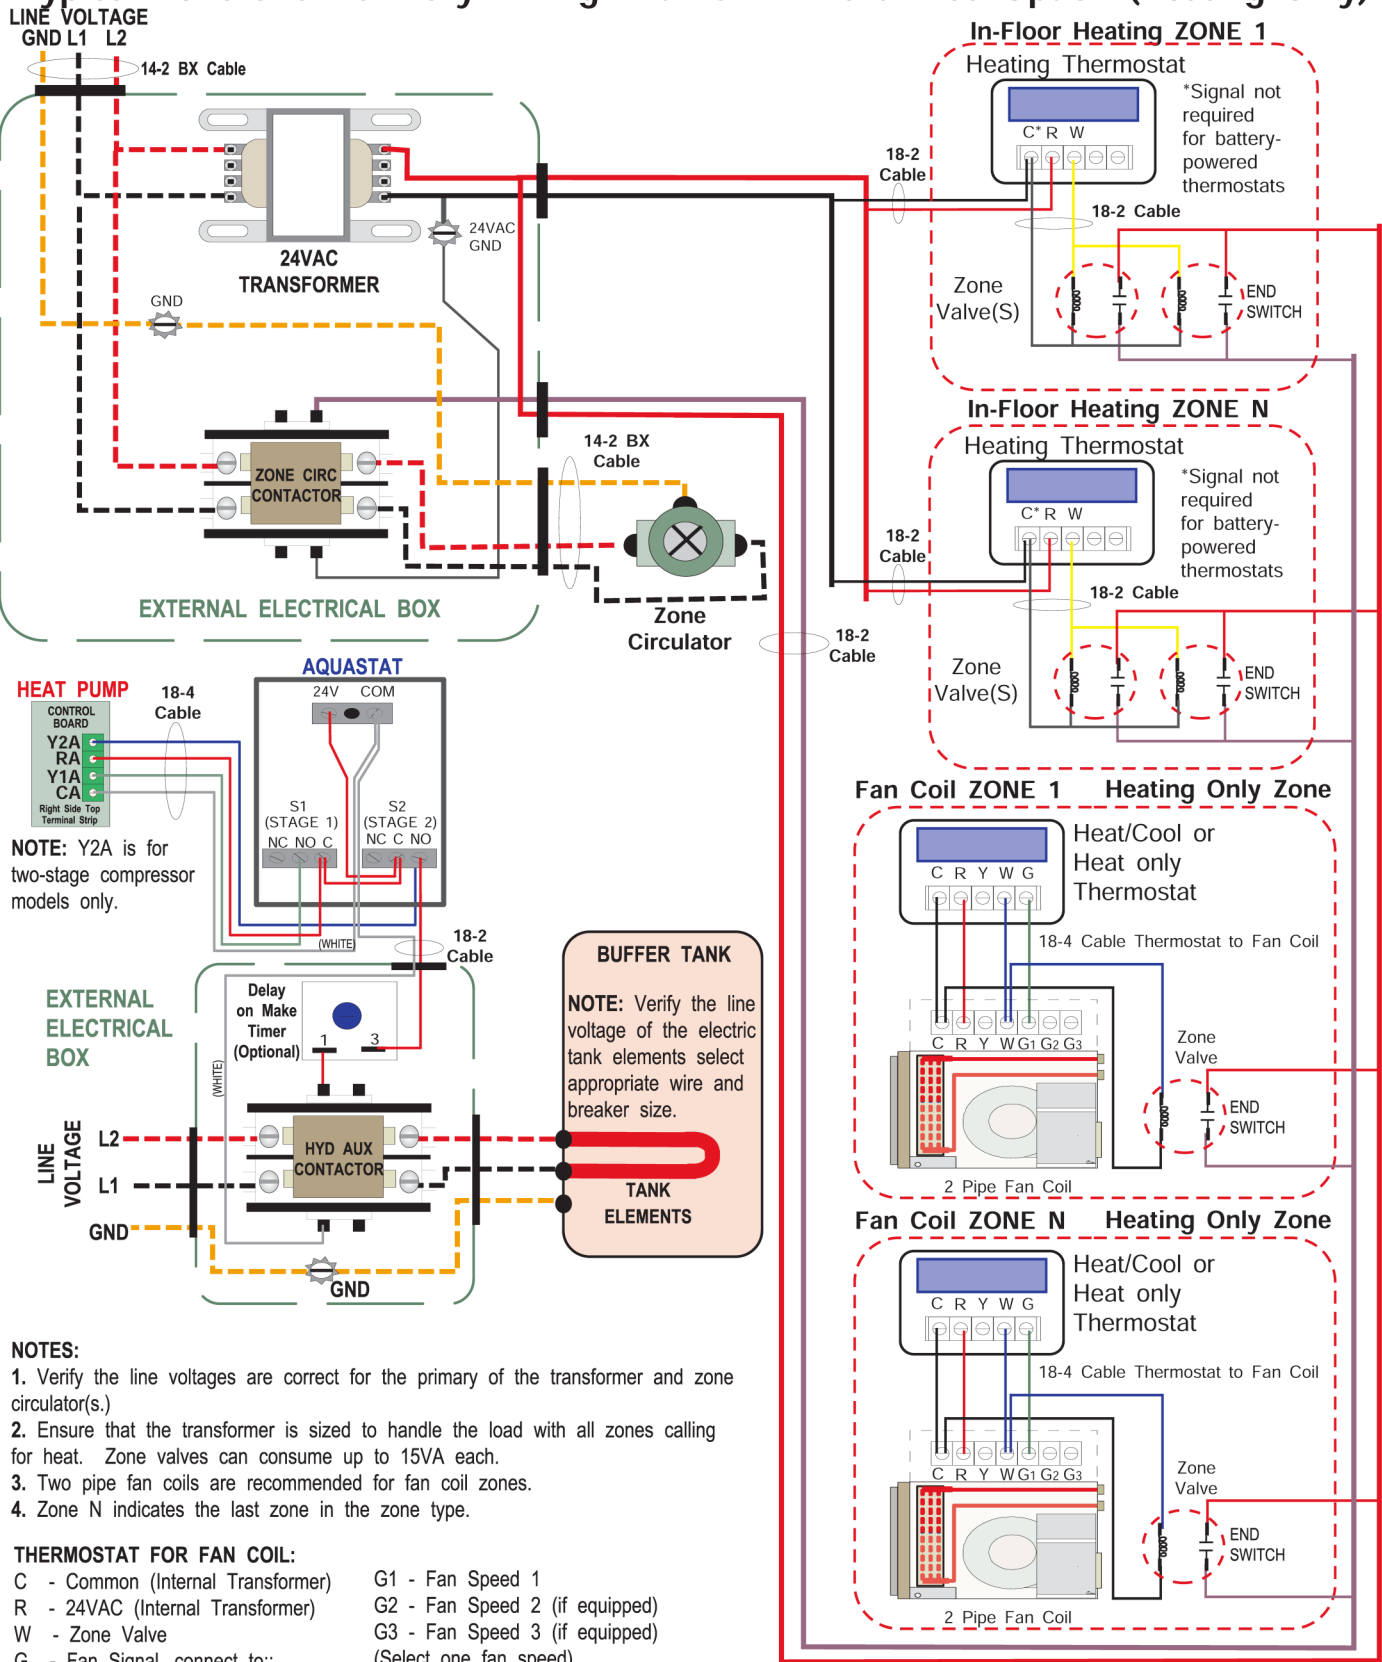 LINE VOLTAGE
GND L1 L2
14-2 BX Cable
24VAC
GND
24VAC
TRANSFORMER
GND
ZONE CIRC
CONTACTOR
14-2 BX
Cable
EXTERNAL ELECTRICAL BOX
Zone
Circulator
18-2
Cable
18-2
Cable
18-2
Cable
In-Floor Heating ZONE 1
Heating Thermostat
C* R W
*Signal not
required
for battery-
powered
thermostats
18-2 Cable
Zone
Valve(S)
END
SWITCH
In-Floor Heating ZONE N
Heating Thermostat
C* R W
*Signal not
required
for battery-
powered
thermostats
18-2 Cable
Zone
Valve(S)
END
SWITCH
HEAT PUMP
CONTROL
BOARD
Y2A
RA
Y1A
CA
Right Side Top
Terminal Strip
18-4
Cable
NOTE: Y2A is for
two-stage compressor
models only.
AQUASTAT
24V COM
S1
(STAGE 1)
NC NO C
S2
(STAGE 2)
NC C NO
(WHITE)
18-2
Cable
EXTERNAL
ELECTRICAL
BOX
Delay
on Make
Timer
(Optional)
1 3
(WHITE)
HYD AUX
CONTACTOR
LINE
VOLTAGE
L2
L1
GND
GND
BUFFER TANK
NOTE: Verify the line
voltage of the electric
tank elements select
appropriate wire and
breaker size.
TANK
ELEMENTS
Fan Coil ZONE 1 Heating Only Zone
C R Y W G
Heat/Cool or
Heat only
Thermostat
18-4 Cable Thermostat to Fan Coil
C R Y W G1 G2 G3
Zone
Valve
END
SWITCH
2 Pipe Fan Coil
Fan Coil ZONE N Heating Only Zone
C R Y W G
Heat/Cool or
Heat only
Thermostat
18-4 Cable Thermostat to Fan Coil
C R Y W G1 G2 G3
Zone
Valve
END
SWITCH
2 Pipe Fan Coil
NOTES:
1. Verify the line voltages are correct for the primary of the transformer and zone
circulator(s.)
2. Ensure that the transformer is sized to handle the load with all zones calling
for heat. Zone valves can consume up to 15VA each.
3. Two pipe fan coils are recommended for fan coil zones.
4. Zone N indicates the last zone in the zone type.
THERMOSTAT FOR FAN COIL:
C - Common (Internal Transformer)
R - 24VAC (Internal Transformer)
W - Zone Valve
G - Fan Signal, connect to::
G1 - Fan Speed 1
G2 - Fan Speed 2 (if equipped)
G3 - Fan Speed 3 (if equipped)
(Select one fan speed)